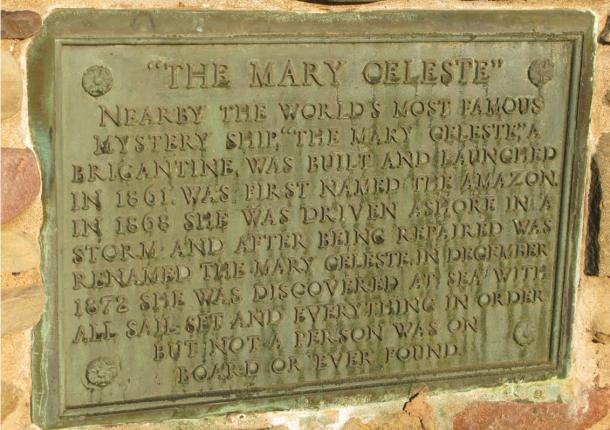 "THE MARY CELESTE"
NEARBY THE WORLD'S MOST FAMOUS
MYSTERY SHIP, "THE MARY CELESTE," A
BRIGANTINE, WAS BUILT AND LAUNCHED
IN 1861. WAS FIRST NAMED THE AMAZON.
IN 1868 SHE WAS DRIVEN ASHORE IN A
STORM AND AFTER BEING REPAIRED WAS
RENAMED THE MARY CELESTE. IN DECEMBER
1872 SHE WAS DISCOVERED AT SEA WITH
ALL SAIL SET AND EVERYTHING IN ORDER
BUT NOT A PERSON WAS ON
BOARD OR EVER FOUND.